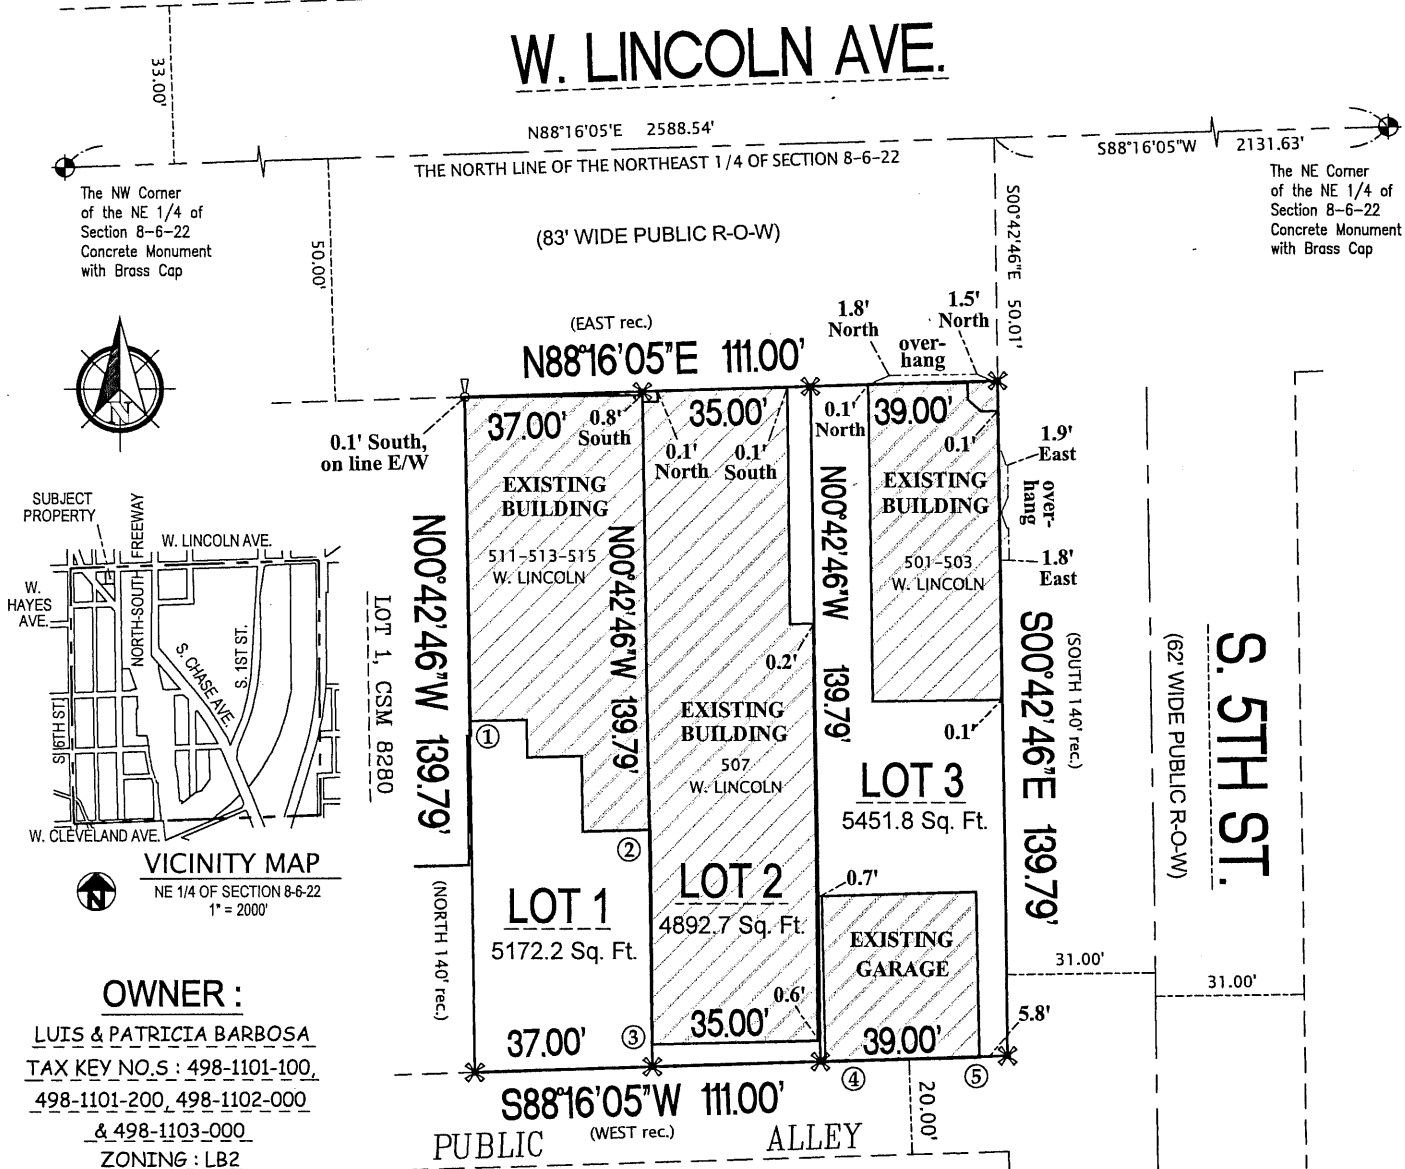 W. LINCOLN AVE.
33.00'
N88°16'05"E 2588.54'
THE NORTH LINE OF THE NORTHEAST 1/4 OF SECTION 8-6-22
S88°16'05"W 2131.63'
The NW Corner
of the NE 1/4 of
Section 8-6-22
Concrete Monument
with Brass Cap
The NE Corner
of the NE 1/4 of
Section 8-6-22
Concrete Monument
with Brass Cap
50.00'
(83' WIDE PUBLIC R-O-W)
S00°42'46"E 50.01'
(EAST rec.)
N88°16'05"E 111.00'
1.8'
North
1.5'
North
over-
hang
N
0.1' South,
on line E/W
37.00'
0.8'
South
35.00'
0.1'
North
0.1'
South
0.1'
North
39.00'
0.1'
1.9'
East
over-
hang
1.8'
East
EXISTING
BUILDING
511-513-515
W. LINCOLN
EXISTING
BUILDING
501-503
W. LINCOLN
N00°42'46"W 139.79'
N00°42'46"W 139.79'
N00°42'46"W 139.79'
S00°42'46"E 139.79'
(SOUTH 140' rec.)
LOT 1, CSM 8280
(NORTH 140' rec.)
0.2'
EXISTING
BUILDING
507
W. LINCOLN
0.1'
S. 5TH ST.
(62' WIDE PUBLIC R-O-W)
SUBJECT
PROPERTY
W. LINCOLN AVE.
NORTH-SOUTH FREEWAY
W.
HAYES
AVE.
S. 1ST ST.
S. CHASE AVE.
S. 6TH ST.
W. CLEVELAND AVE.
VICINITY MAP
N
NE 1/4 OF SECTION 8-6-22
1" = 2000'
1
2
LOT 3
5451.8 Sq. Ft.
LOT 2
4892.7 Sq. Ft.
LOT 1
5172.2 Sq. Ft.
0.7'
EXISTING
GARAGE
31.00'
31.00'
0.6'
5.8'
37.00'
3
35.00'
39.00'
4
5
S88°16'05"W 111.00'
(WEST rec.)
20.00'
PUBLIC ALLEY
OWNER :
LUIS & PATRICIA BARBOSA
TAX KEY NO.S : 498-1101-100,
498-1101-200, 498-1102-000
& 498-1103-000
ZONING : LB2